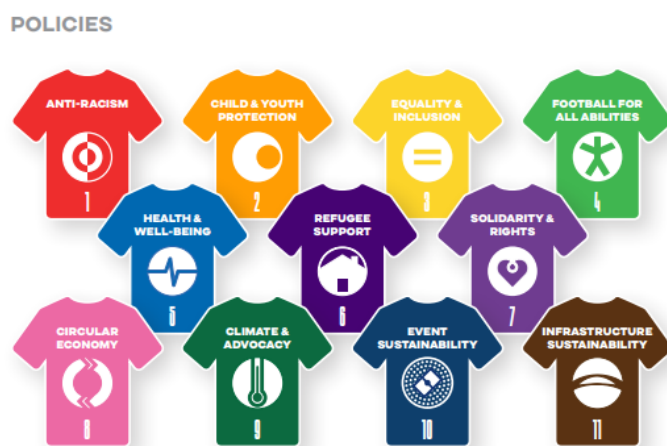 POLICIES
ANTI-RACISM
1
CHILD & YOUTH
PROTECTION
2
EQUALITY &
INCLUSION
3
FOOTBALL FOR
ALL ABILITIES
4
HEALTH &
WELL-BEING
5
REFUGEE
SUPPORT
6
SOLIDARITY &
RIGHTS
7
CIRCULAR
ECONOMY
8
CLIMATE &
ADVOCACY
9
EVENT
SUSTAINABILITY
10
INFRASTRUCTURE
SUSTAINABILITY
11